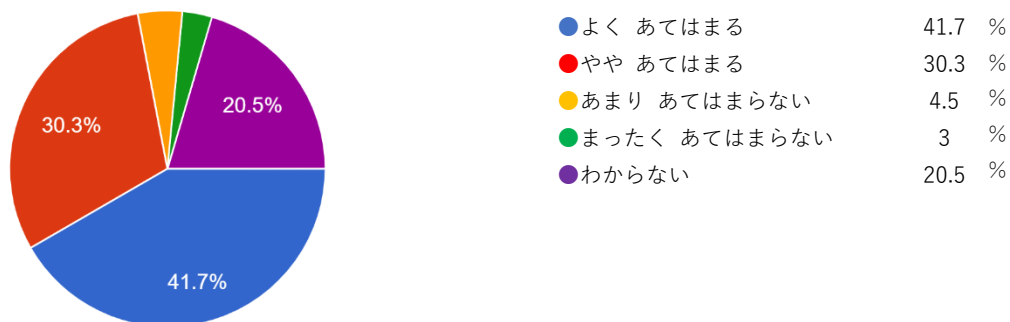 よく あてはまる 41.7 %
やや あてはまる 30.3 %
あまり あてはまらない 4.5 %
まったく あてはまらない 3 %
わからない 20.5 %
20.5%
30.3%
41.7%